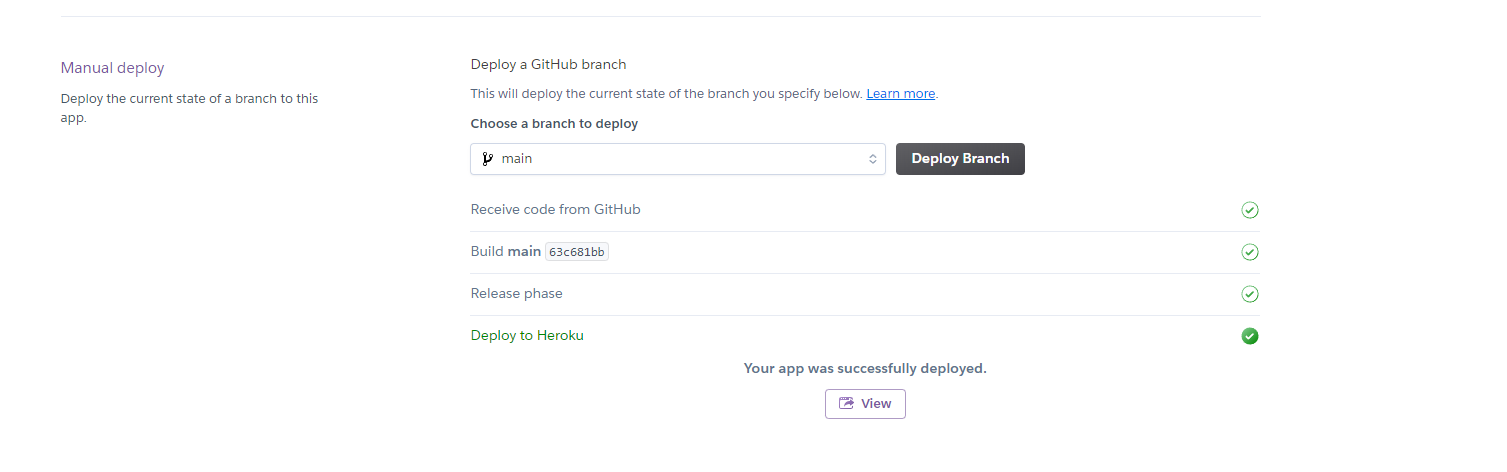 Manual deploy
Deploy the current state of a branch to this
app.
Deploy a GitHub branch
This will deploy the current state of the branch you specify below. Learn more.
Choose a branch to deploy
main
Deploy Branch
Receive code from GitHub
Build main 63c681bb
Release phase
Deploy to Heroku
Your app was successfully deployed.
View